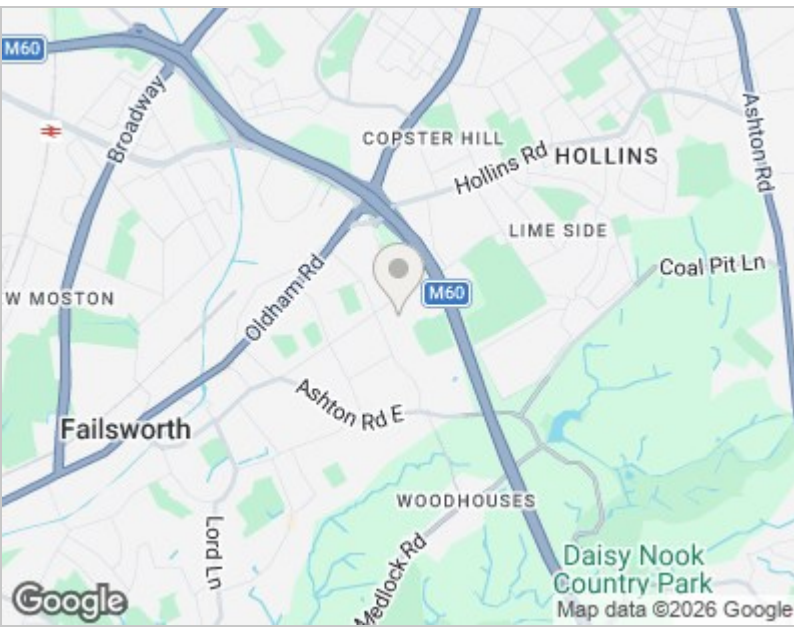 M60
Broadway
COPSTER HILL
Hollins Rd
HOLLINS
Ashton Rd
LIME SIDE
Coal Pit Ln
W MOSTON
Oldham Rd
M60
Ashton Rd E
Failsworth
WOODHOUSES
Lord Ln
Medlock Rd
Daisy Nook
Country Park
Google
Map data ©2026 Google